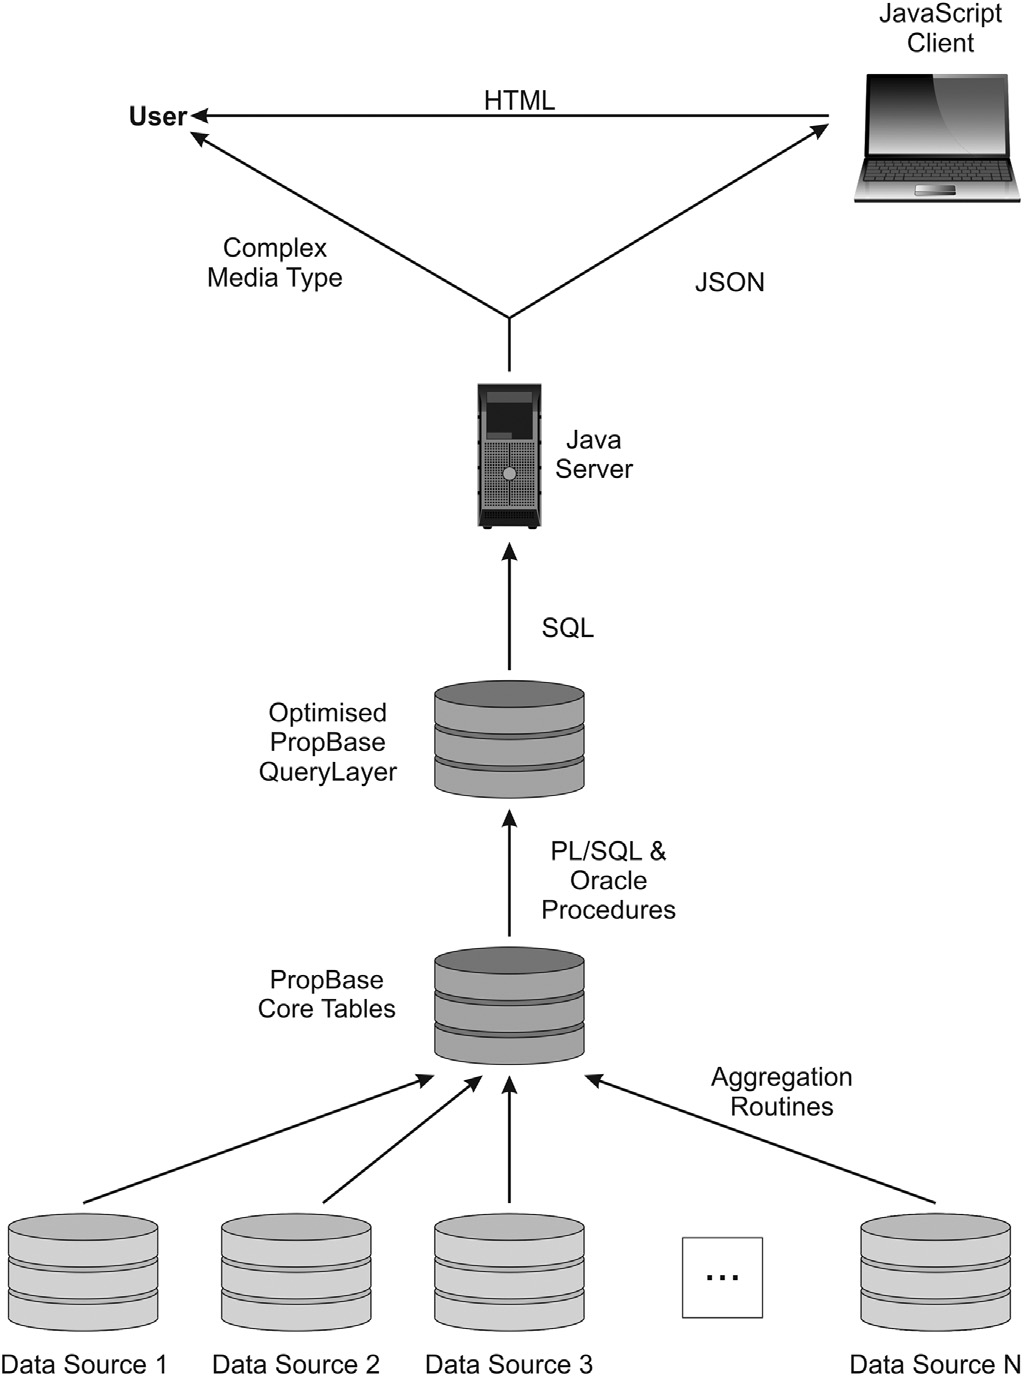 JavaScript
Client
HTML
User
Complex
Media Type
JSON
Java
Server
SQL
Optimised
PropBase
QueryLayer
PL/SQL &
Oracle
Procedures
PropBase
Core Tables
Aggregation
Routines
...
Data Source 1
Data Source 2
Data Source 3
Data Source N